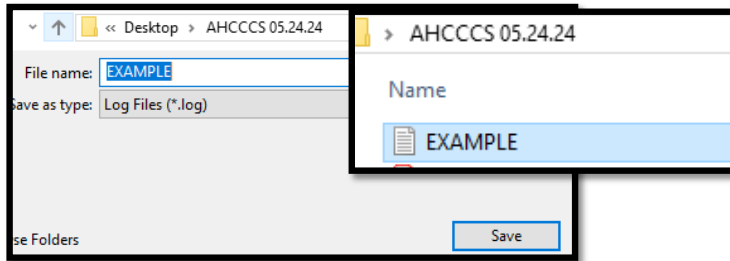 « Desktop > AHCCCS 05.24.24
File name: EXAMPLE
Save as type: Log Files (*.log)
se Folders
Save
> AHCCCS 05.24.24
Name
EXAMPLE